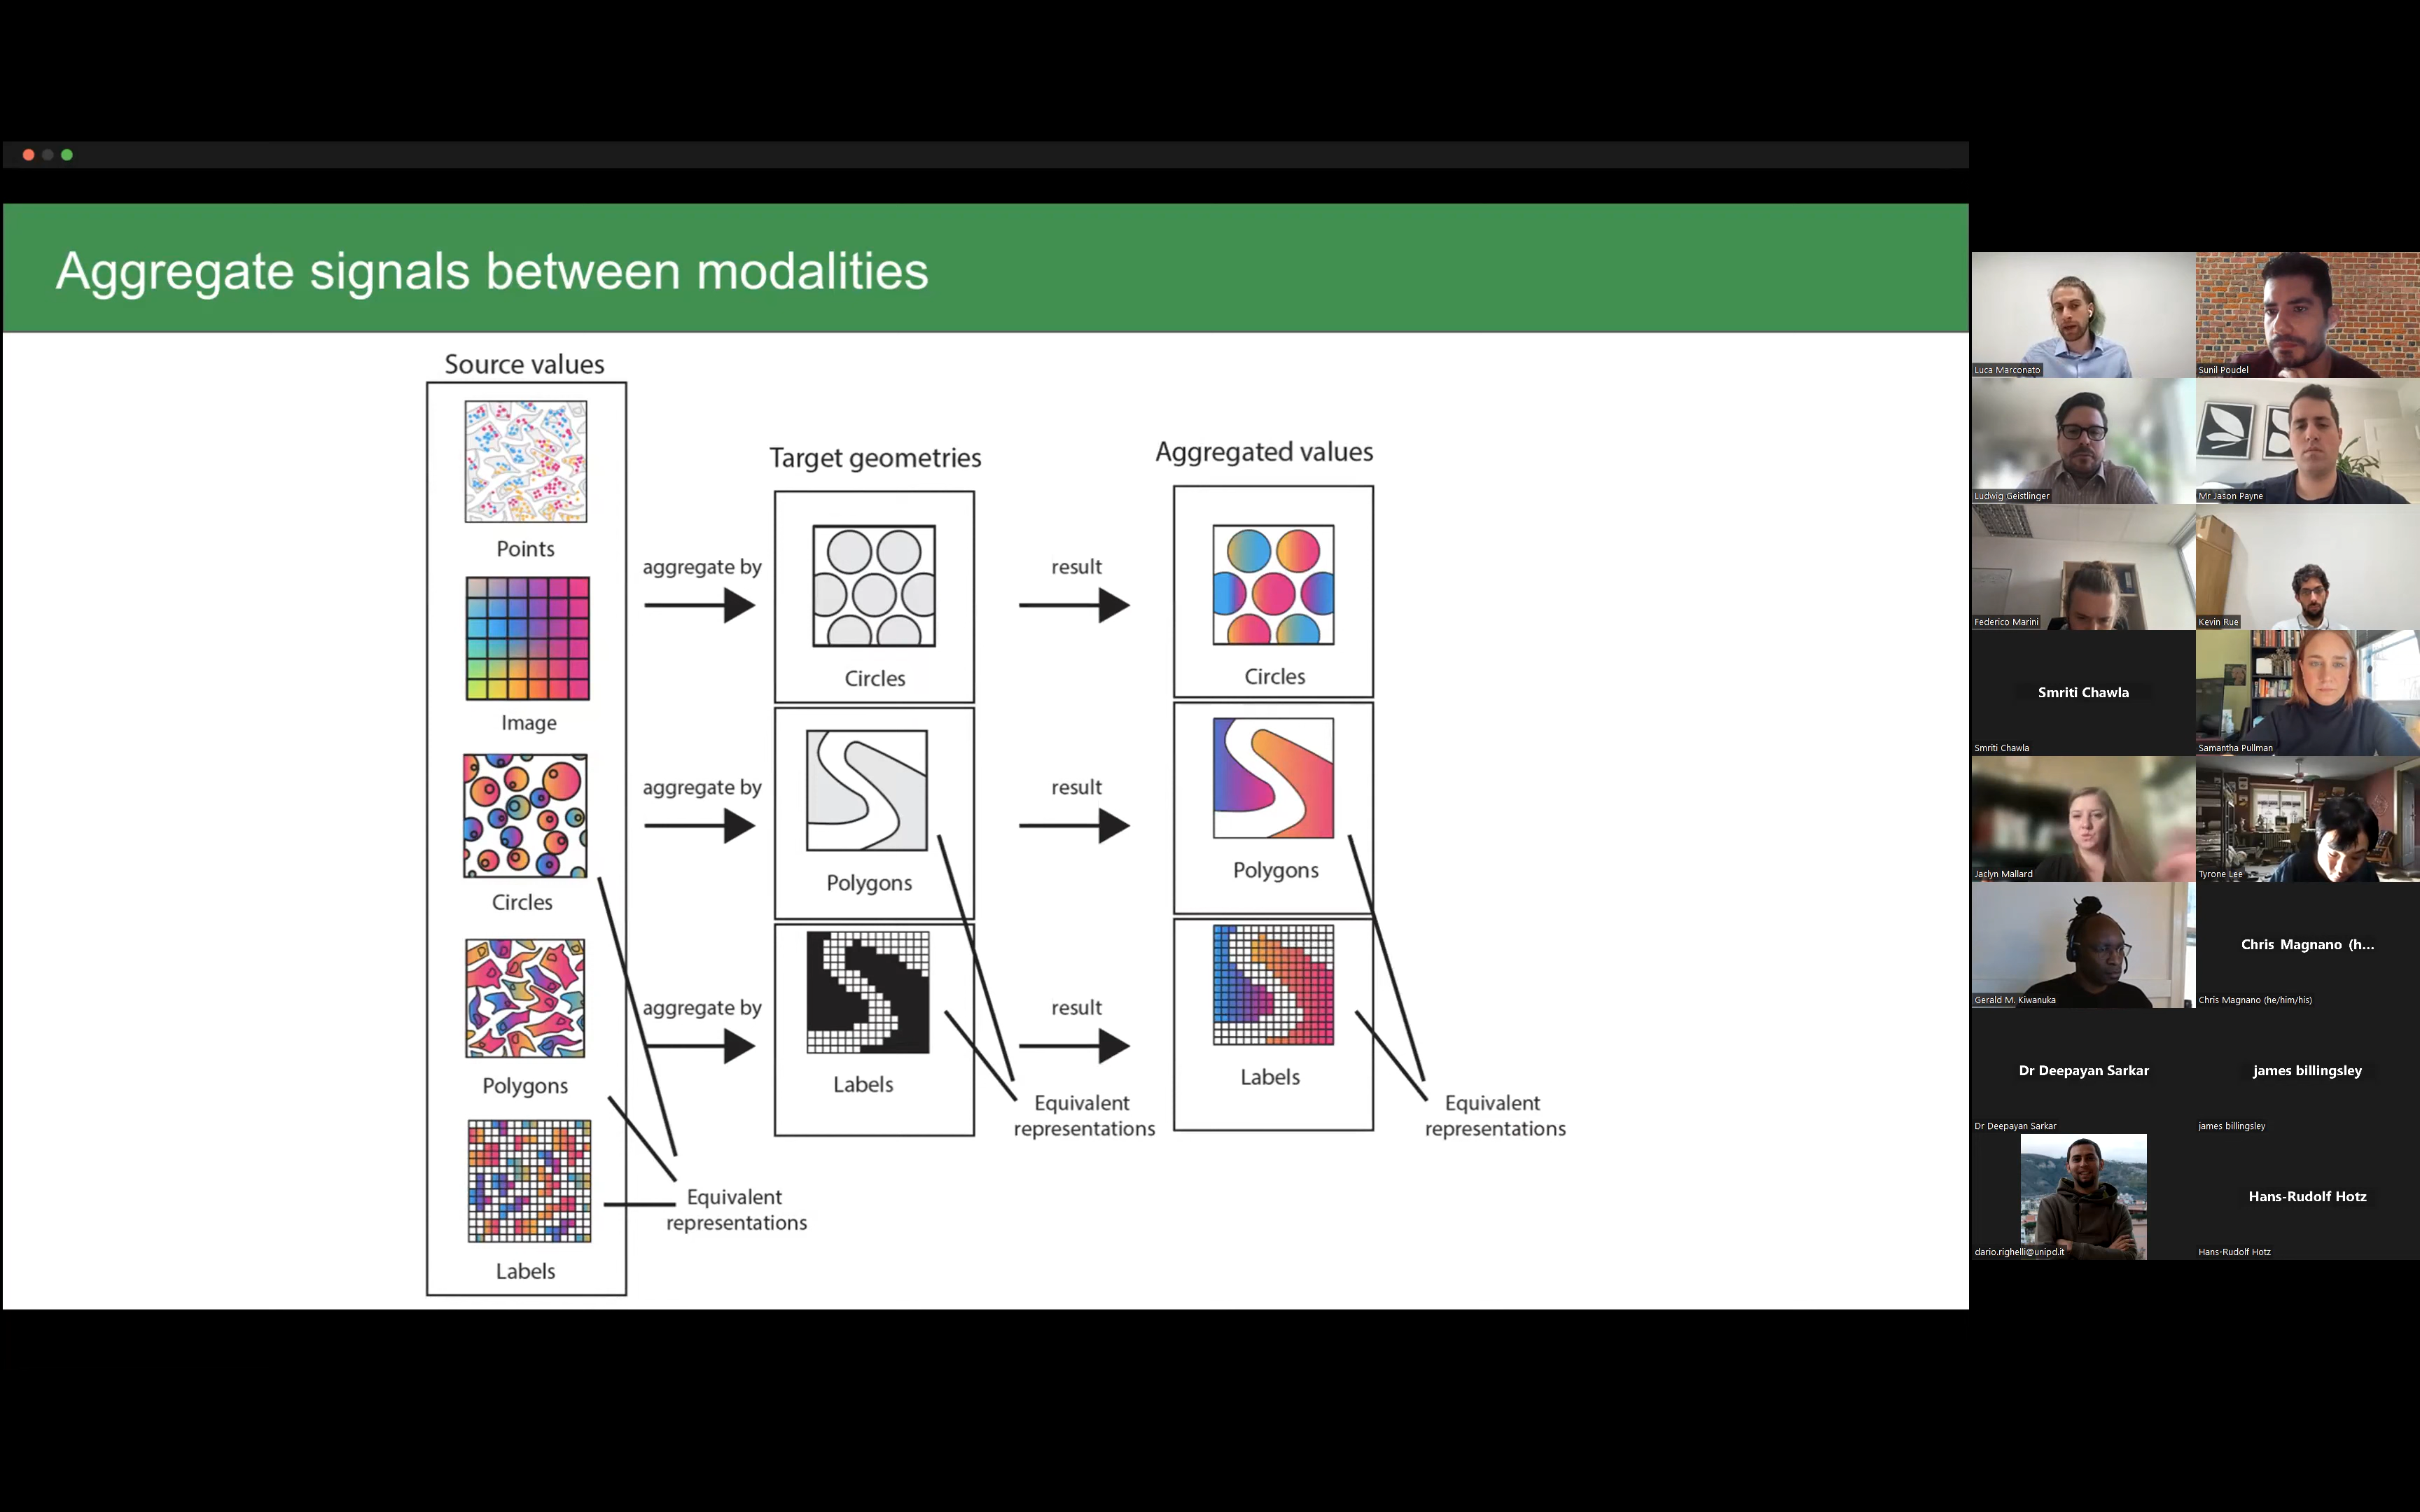 Aggregate signals between modalities
Source values
Points
Image
Circles
Polygons
Labels
aggregate by
aggregate by
aggregate by
Equivalent
representations
Target geometries
Circles
Polygons
Labels
result
result
result
Equivalent
representations
Aggregated values
Circles
Polygons
Labels
Equivalent
representations
Luca Marconato
Sunil Poudel
Ludwig Geistlinger
Mr Jason Payne
Federico Marini
Kevin Rue
Smriti Chawla
Smriti Chawla
Samantha Pullman
Jaclyn Mallard
Tyrone Lee
Gerald M. Kiwanuka
Chris Magnano (h...
Chris Magnano (he/him/his)
Dr Deepayan Sarkar
Dr Deepayan Sarkar
james billingsley
james billingsley
dario.righelli@unipd.it
Hans-Rudolf Hotz
Hans-Rudolf Hotz